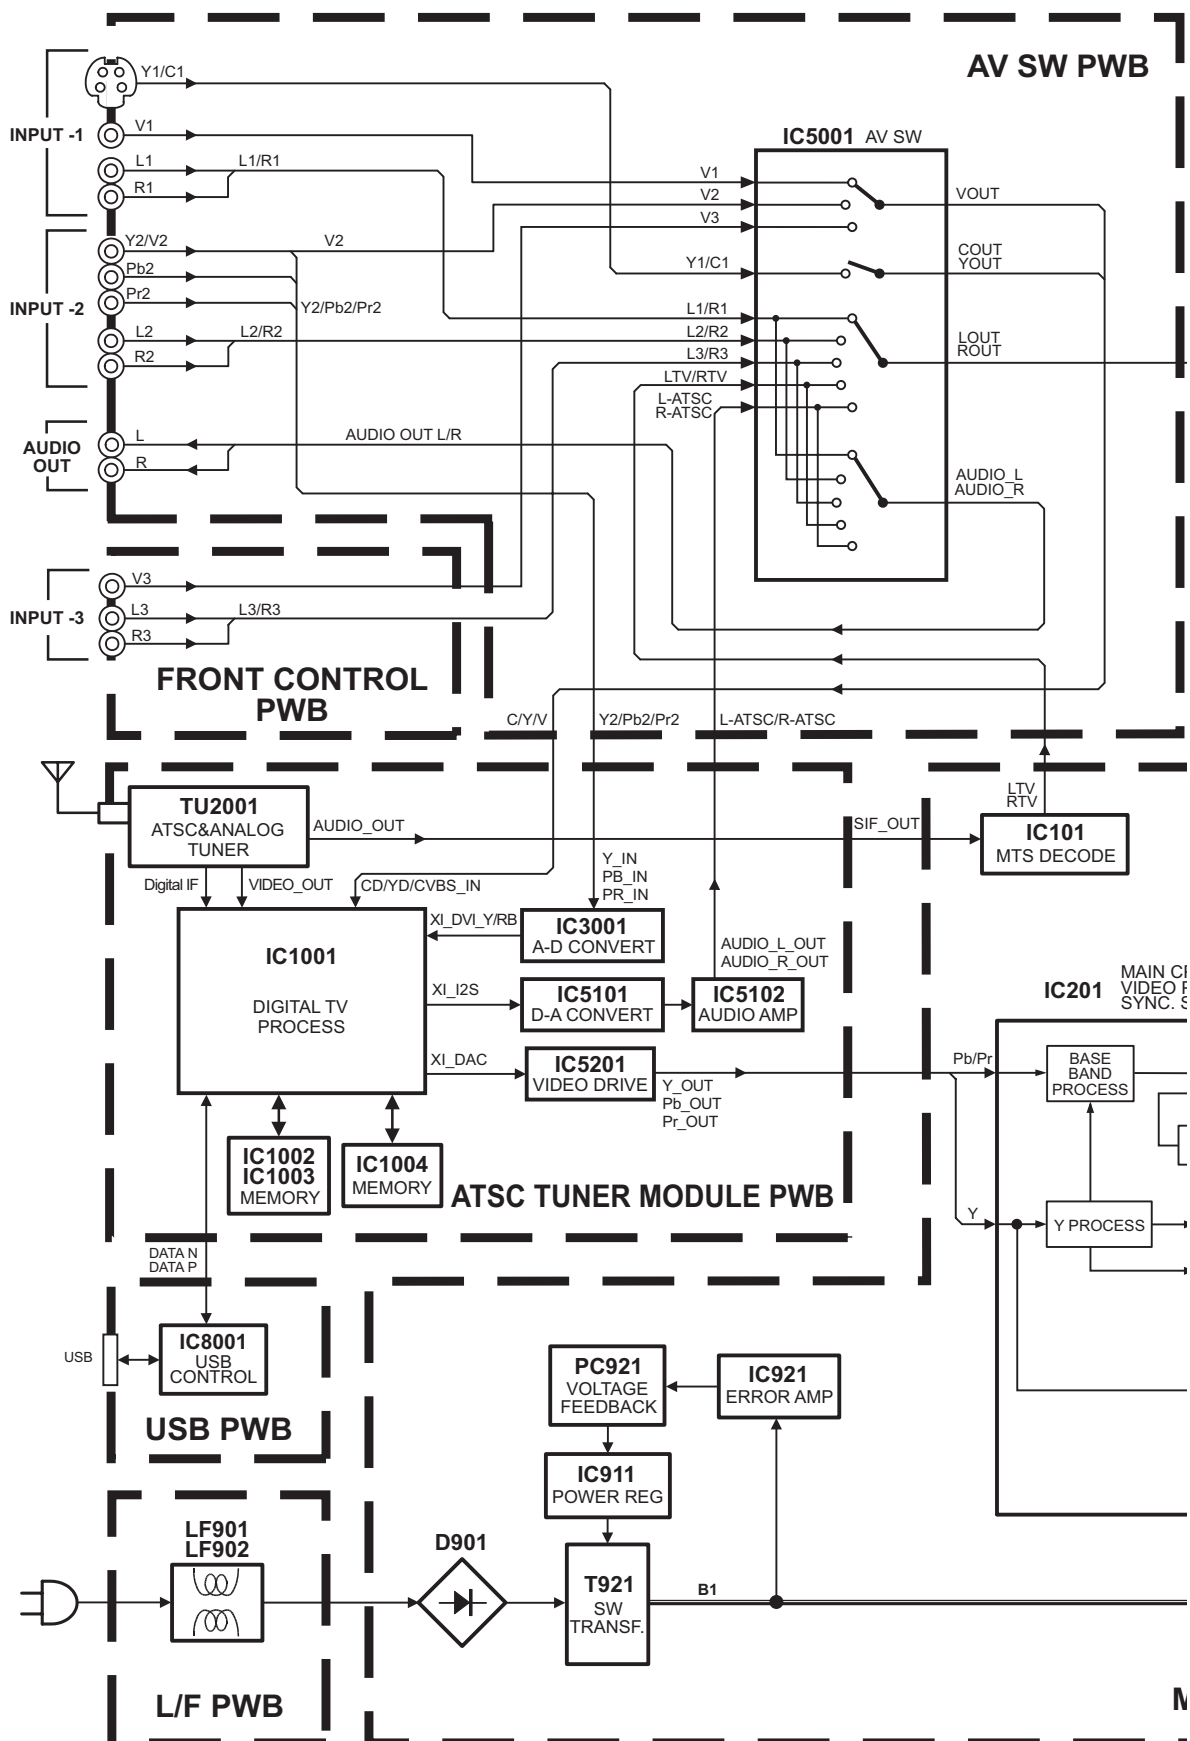 AV SW PWB
Y1/C1
INPUT -1
V1
L1
L1/R1
R1
IC5001 AV SW
V1
V2
V3
VOUT
Y2/V2
V2
Pb2
Pr2
INPUT -2
Y2/Pb2/Pr2
Y1/C1
COUT
YOUT
L1/R1
L2
L2/R2
L2/R2
R2
L3/R3
LOUT
ROUT
LTV/RTV
L-ATSC
R-ATSC
AUDIO
OUT
L
AUDIO OUT L/R
R
AUDIO_L
AUDIO_R
V3
INPUT -3
L3
L3/R3
R3
FRONT CONTROL
PWB
C/Y/V
Y2/Pb2/Pr2
L-ATSC/R-ATSC
TU2001
ATSC&ANALOG
TUNER
AUDIO_OUT
SIF_OUT
LTV
RTV
IC101
MTS DECODE
Digital IF
VIDEO_OUT
CD/YD/CVBS_IN
Y_IN
PB_IN
PR_IN
IC1001
DIGITAL TV
PROCESS
XI_DVI_Y/RB
IC3001
A-D CONVERT
AUDIO_L_OUT
AUDIO_R_OUT
XI_I2S
IC5101
D-A CONVERT
IC5102
AUDIO AMP
IC201
VIDEO
SYNC.
MAIN
XI_DAC
IC5201
VIDEO DRIVE
Y_OUT
Pb_OUT
Pr_OUT
Pb/Pr
BASE
BAND
PROCESS
IC1002
IC1003
MEMORY
IC1004
MEMORY
ATSC TUNER MODULE PWB
Y
Y PROCESS
DATA N
DATA P
USB
IC8001
USB
CONTROL
USB PWB
PC921
VOLTAGE
FEEDBACK
IC921
ERROR AMP
IC911
POWER REG
LF901
LF902
D901
T921
SW
TRANSF.
B1
L/F PWB